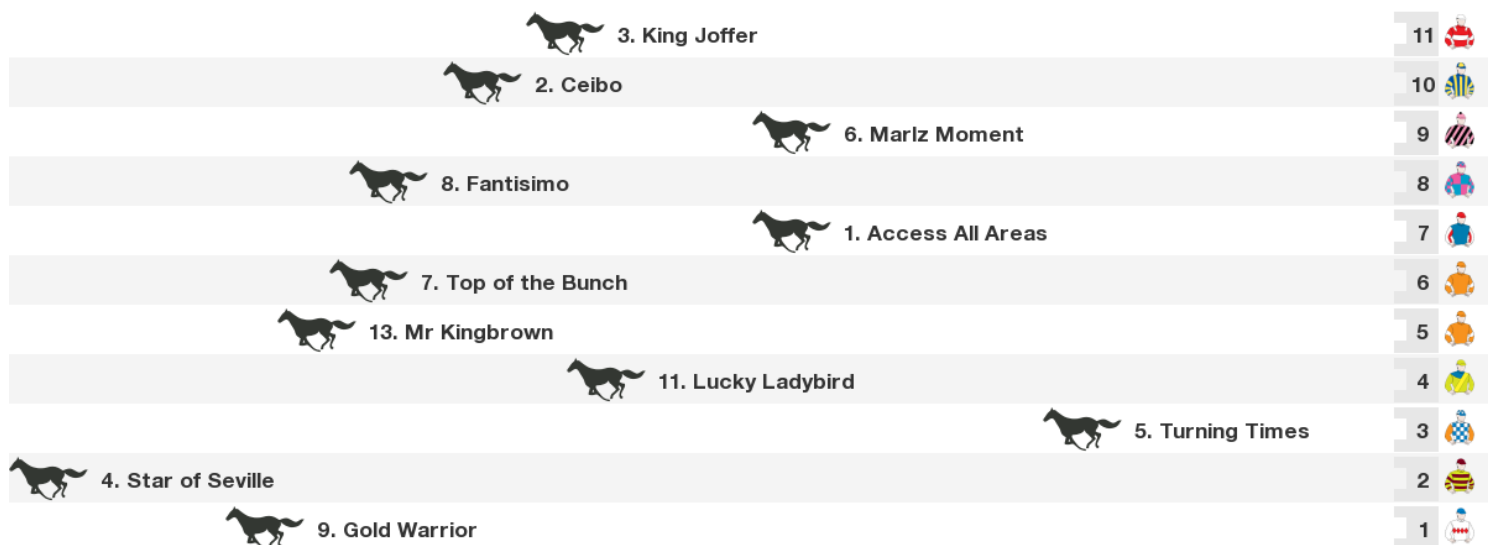 3. King Joffer 11
2. Ceibo 10
6. Marlz Moment 9
8. Fantisimo 8
1. Access All Areas 7
7. Top of the Bunch 6
13. Mr Kingbrown 5
11. Lucky Ladybird 4
5. Turning Times 3
4. Star of Seville 2
9. Gold Warrior 1